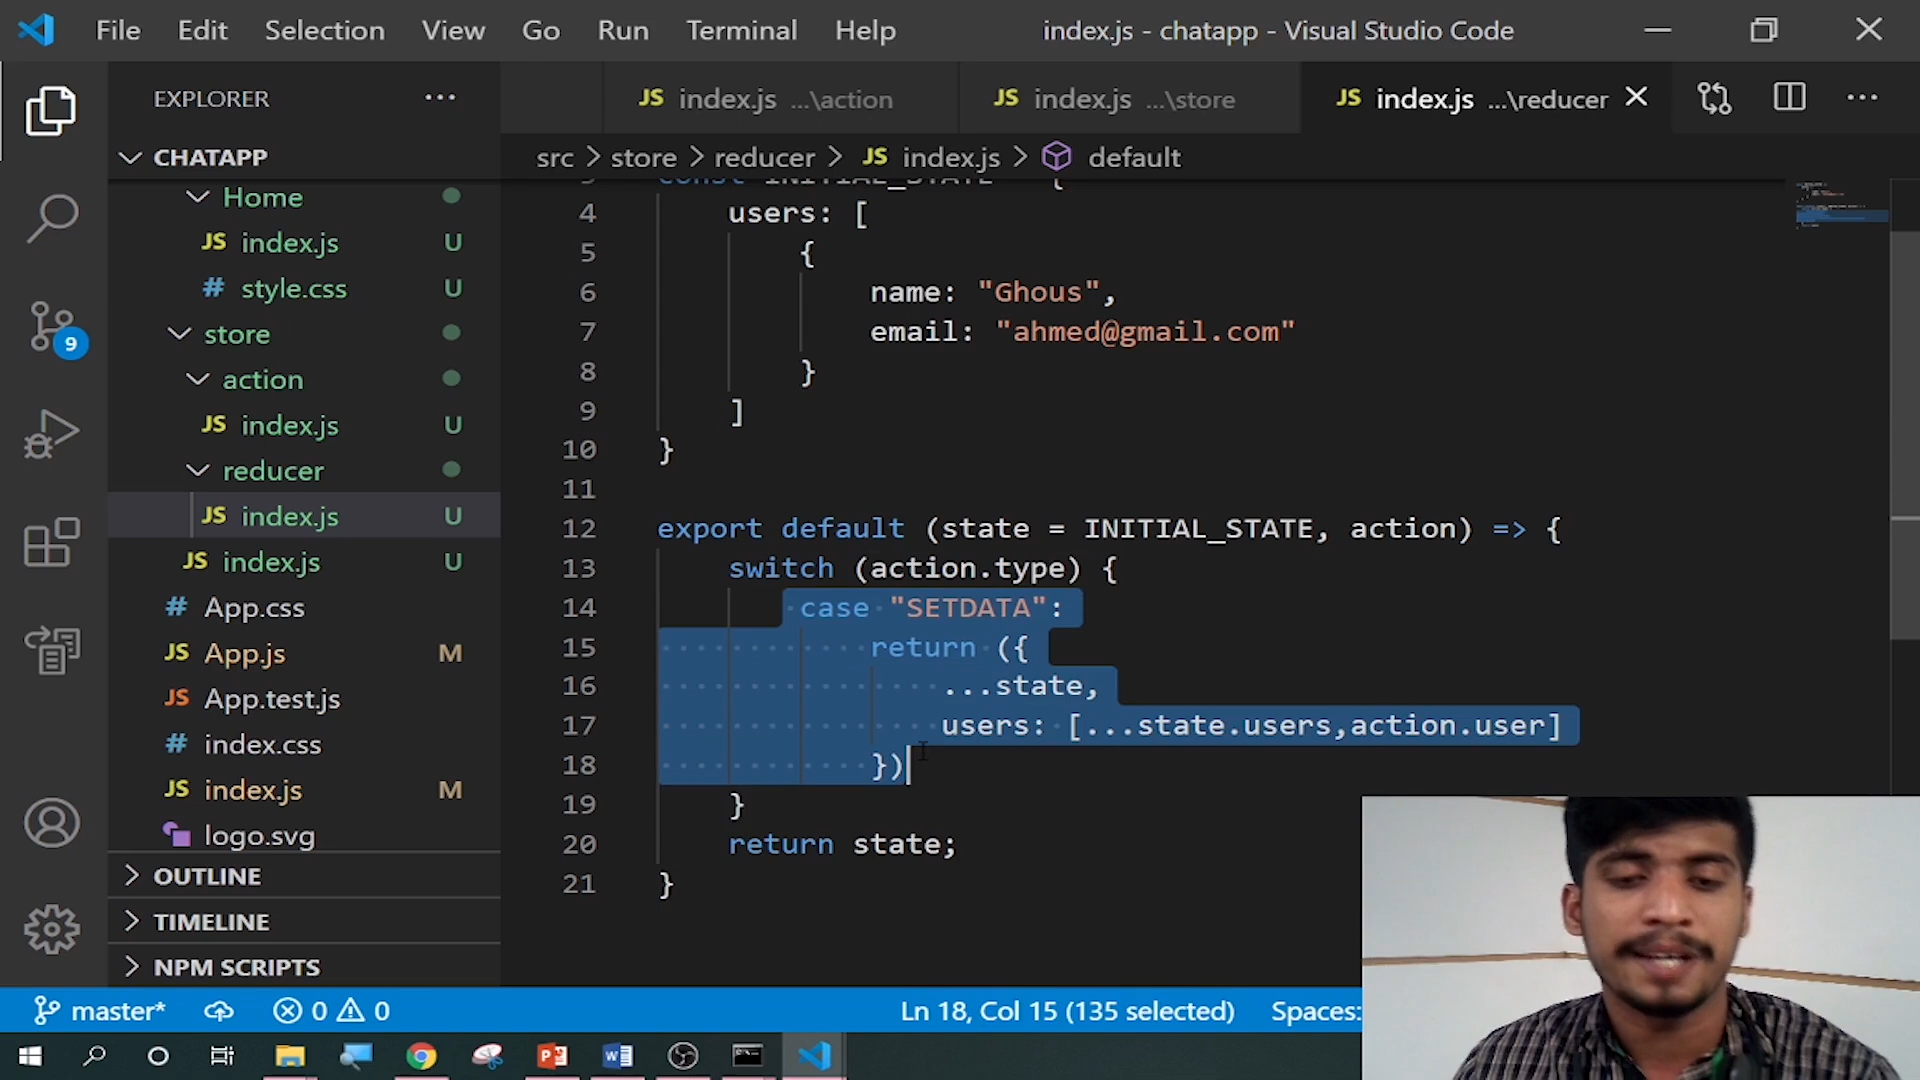 File Edit Selection View Go Run Terminal Help index.js - chatapp - Visual Studio Code
EXPLORER
index.js ...\action
index.js ...\store
index.js ...\reducer
CHATAPP
src > store > reducer > JS index.js > default
Home
JS index.js U
# style.css U
store
action
JS index.js U
reducer
JS index.js U
JS index.js U
# App.css
JS App.js M
JS App.test.js
index.css
JS index.js M
logo.svg
OUTLINE
TIMELINE
NPM SCRIPTS
const INITIAL_STATE {
4 users: [
5 {
6 name: "Ghous",
7 email: "ahmed@gmail.com"
8 }
9 ]
10 }
11
12 export default (state = INITIAL_STATE, action) => {
13 switch (action.type) {
14 case "SETDATA":
15 return ({
16 ...state,
17 users: [...state.users,action.user]
18 })
19 }
20 return state;
21 }
9
master* 0 0 Ln 18, Col 15 (135 selected) Spaces: